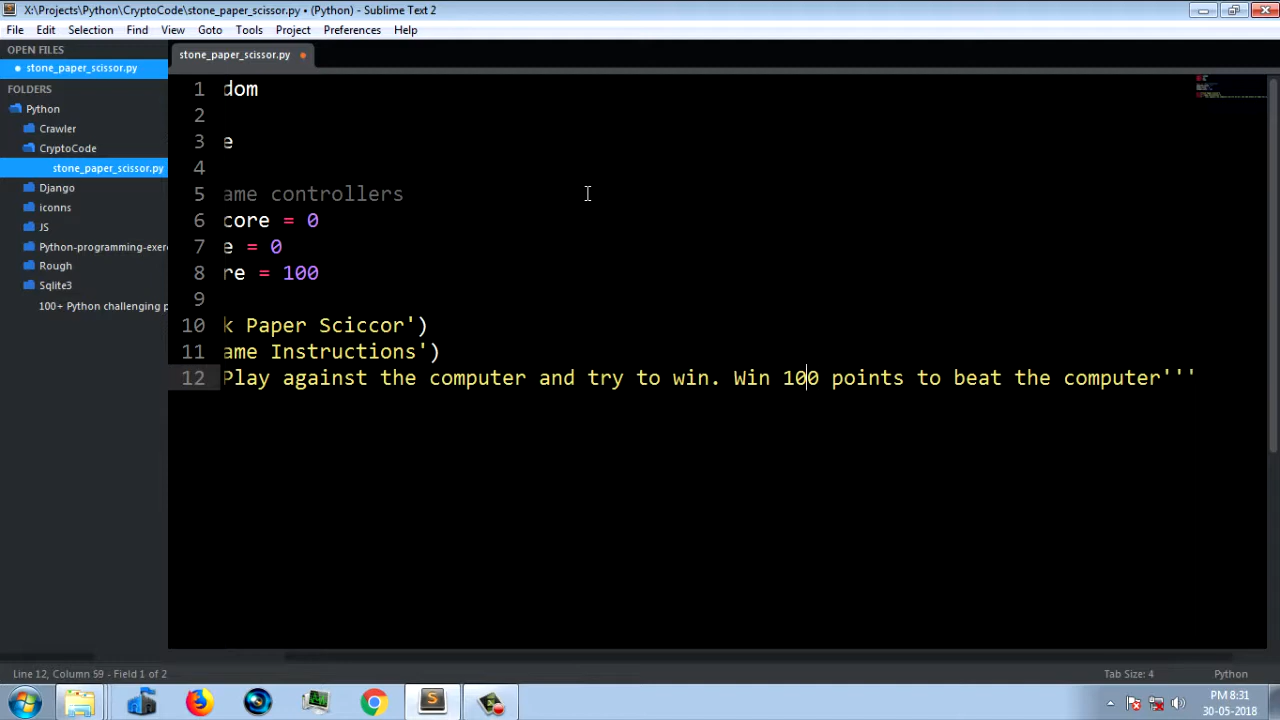 X:\Projects\Python\CryptoCode\stone_paper_scissor.py • (Python) - Sublime Text 2
File Edit Selection Find View Goto Tools Project Preferences Help
OPEN FILES
stone_paper_scissor.py
FOLDERS
Python
Crawler
CryptoCode
stone_paper_scissor.py
Django
iconns
JS
Python-programming-exer
Rough
Sqlite3
100+ Python challenging p
stone_paper_scissor.py
1 dom
2
3 e
4
5 ame controllers
6 core = 0
7 e = 0
8 re = 100
9
10 k Paper Sciccor')
11 ame Instructions')
12 Play against the computer and try to win. Win 100 points to beat the computer'''
Line 12, Column 59 - Field 1 of 2
Tab Size: 4
Python
PM 8:31
30-05-2018